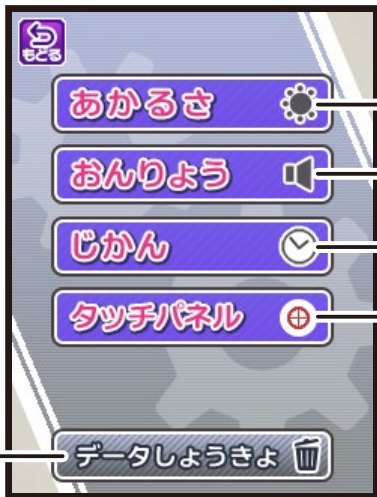 もどる
あかるさ
おんりょう
じかん
タッチパネル
データしょうきょ